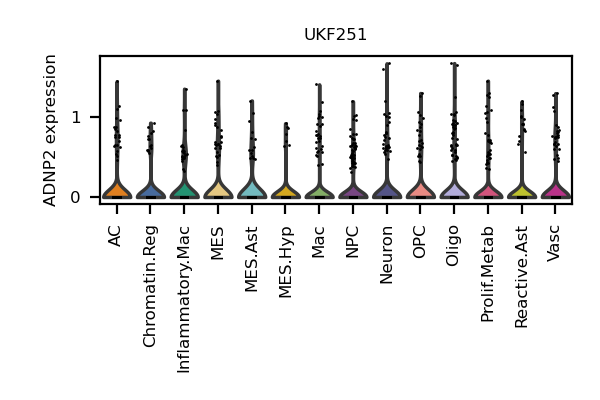 UKF251
ADNP2 expression
1
0
AC
Chromatin.Reg
Inflammatory.Mac
MES
MES.Ast
MES.Hyp
Mac
NPC
Neuron
OPC
Oligo
Prolif.Metab
Reactive.Ast
Vasc